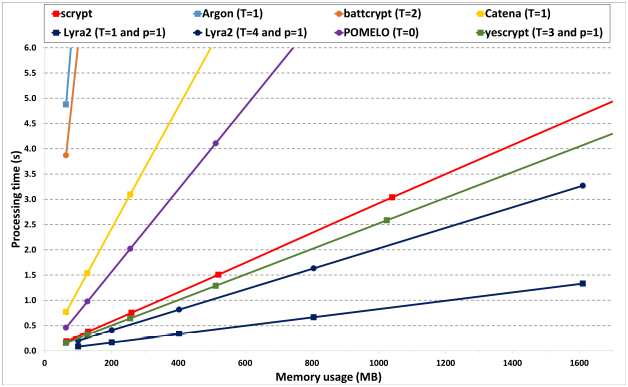 scrypt Argon (T=1) battcrypt (T=2) Catena (T=1)
Lyra2 (T=1 and p=1) Lyra2 (T=4 and p=1) POMELO (T=0) yescrypt (T=3 and p=1)
6.0
5.5
5.0
4.5
4.0
3.5
3.0
2.5
2.0
1.5
1.0
0.5
0.0
Processing time (s)
0 200 400 600 800 1000 1200 1400 1600
Memory usage (MB)